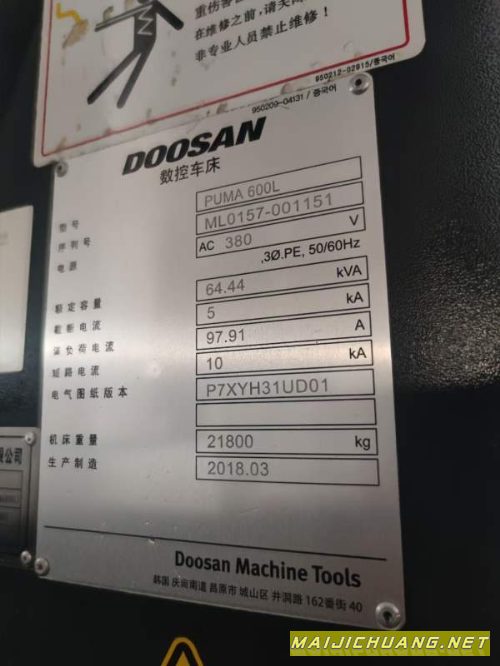 重伤害
在维修之前，请关闭
非专业人员禁止维修！
950212-02915/중국어
950209-04131 / 중국어
DOOSAN
数控车床
型号 PUMA 600L
序列号 ML0157-001151
电源 AC 380 V
,3Ø.PE, 50/60Hz
额定容量 64.44 kVA
截断电流 5 kA
满负荷电流 97.91 A
短路电流 10 kA
电气图纸版本 P7XYH31UD01
机床重量 21800 kg
生产制造 2018.03
限公司
Doosan Machine Tools
韩国 庆尚南道 昌原市 城山区 井洞路 162番街 40
MAIJICHUANG.NET